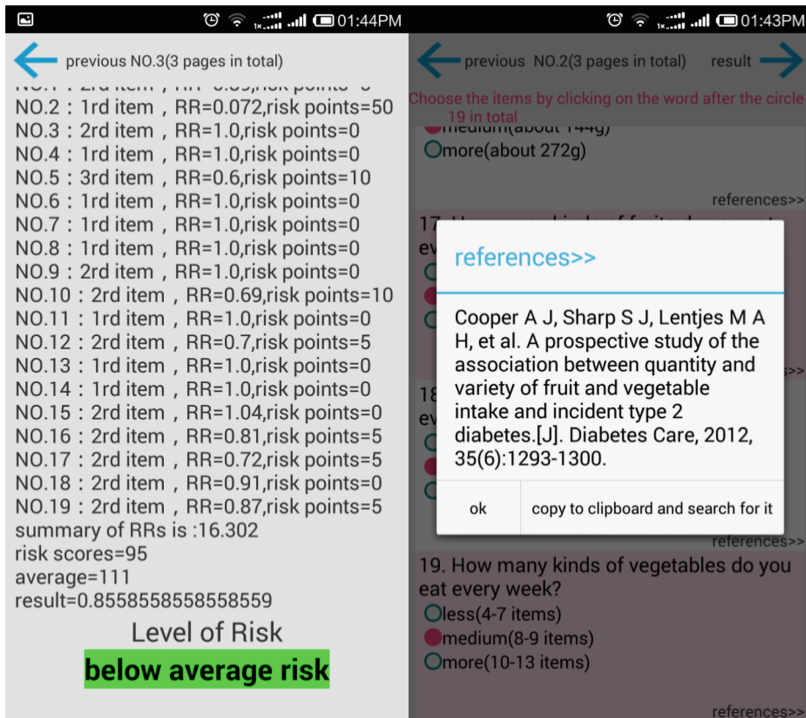 01:44PM
previous NO.3(3 pages in total)
NO.2 : 1rd item , RR=0.072,risk points=50
NO.3 : 2rd item , RR=1.0,risk points=0
NO.4 : 1rd item , RR=1.0,risk points=0
NO.5 : 3rd item , RR=0.6,risk points=10
NO.6 : 1rd item , RR=1.0,risk points=0
NO.7 : 1rd item , RR=1.0,risk points=0
NO.8 : 1rd item , RR=1.0,risk points=0
NO.9 : 2rd item , RR=1.0,risk points=0
NO.10 : 2rd item , RR=0.69,risk points=10
NO.11 : 1rd item , RR=1.0,risk points=0
NO.12 : 2rd item , RR=0.7,risk points=5
NO.13 : 1rd item , RR=1.0,risk points=0
NO.14 : 1rd item , RR=1.0,risk points=0
NO.15 : 2rd item , RR=1.04,risk points=0
NO.16 : 2rd item , RR=0.81,risk points=5
NO.17 : 2rd item , RR=0.72,risk points=5
NO.18 : 2rd item , RR=0.91,risk points=0
NO.19 : 2rd item , RR=0.87,risk points=5
summary of RRs is :16.302
risk scores=95
average=111
result=0.8558558558558559
Level of Risk
below average risk
01:43PM
previous NO.2(3 pages in total) result
Choose the items by clicking on the word after the circle
19 in total
medium(about 144g)
more(about 272g)
references>>
17.
references>>
Cooper A J, Sharp S J, Lentjes M A
H, et al. A prospective study of the
association between quantity and
variety of fruit and vegetable
intake and incident type 2
diabetes.[J]. Diabetes Care, 2012,
35(6):1293-1300.
ok copy to clipboard and search for it
18
references>>
19. How many kinds of vegetables do you
eat every week?
less(4-7 items)
medium(8-9 items)
more(10-13 items)
references>>